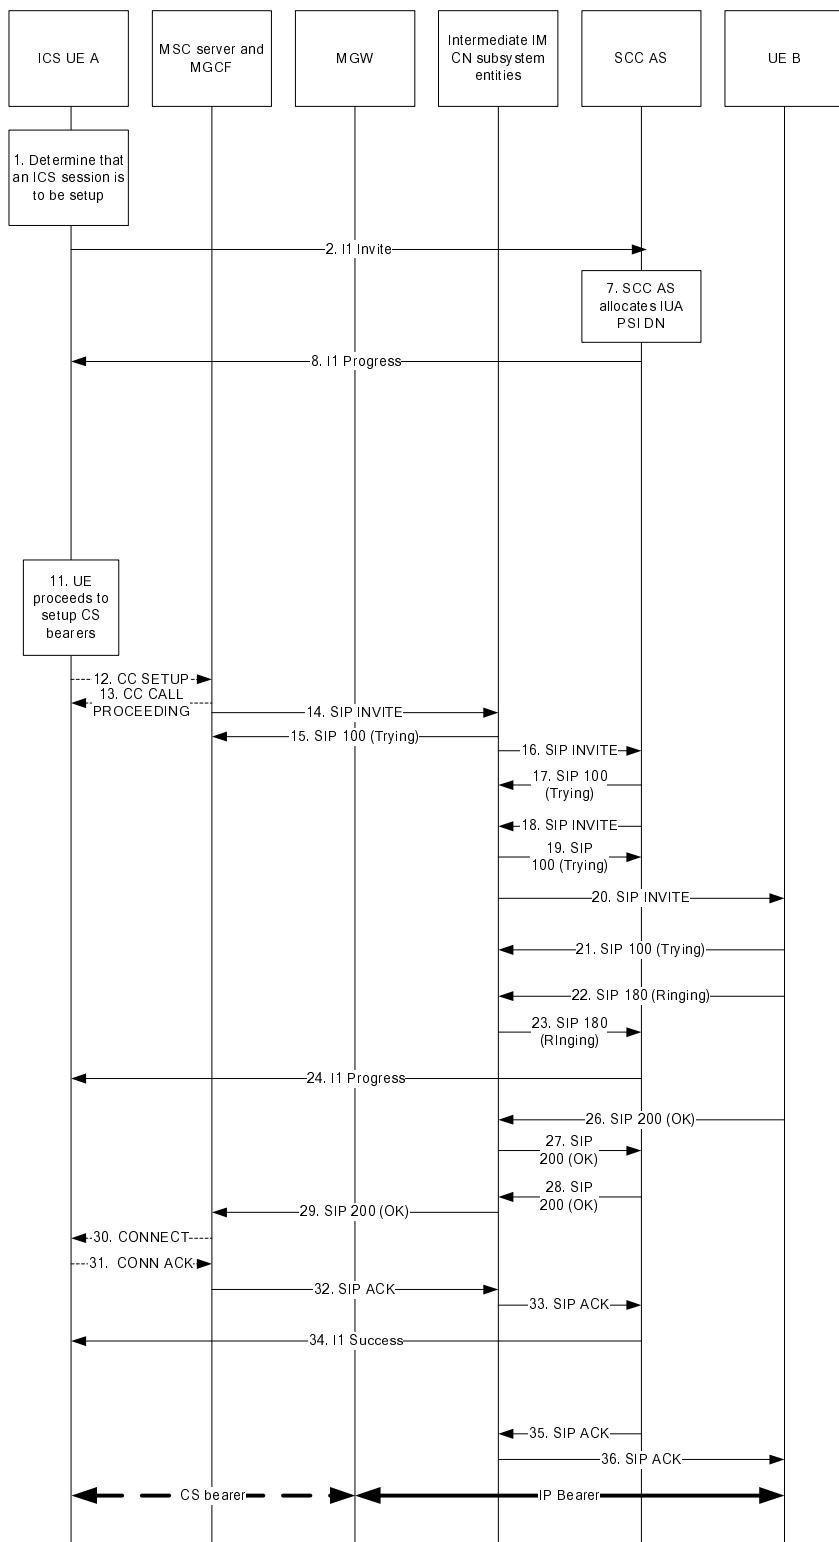 ICS UE A
MSC server and
MGCF
MGW
Intermediate IM
CN subsystem
entities
SCC AS
UE B
1. Determine that
an ICS session is
to be setup
2. I1 Invite
7. SCC AS
allocates IUA
PSI DN
8. I1 Progress
11. UE
proceeds to
setup CS
bearers
12. CC SETUP
13. CC CALL
PROCEEDING
14. SIP INVITE
15. SIP 100 (Trying)
16. SIP INVITE
17. SIP 100
(Trying)
18. SIP INVITE
19. SIP
100 (Trying)
20. SIP INVITE
21. SIP 100 (Trying)
22. SIP 180 (Ringing)
23. SIP 180
(RInging)
24. I1 Progress
26. SIP 200 (OK)
27. SIP
200 (OK)
28. SIP
200 (OK)
29. SIP 200 (OK)
30. CONNECT
31. CONN ACK
32. SIP ACK
33. SIP ACK
34. I1 Success
35. SIP ACK
36. SIP ACK
CS bearer
IP Bearer